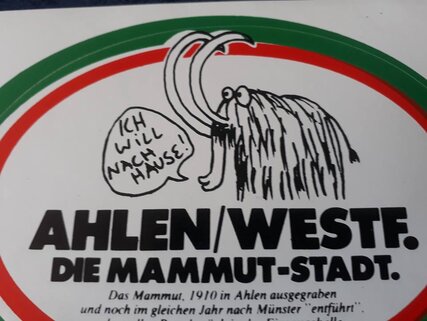 ICH
WILL
NACH
HAUSE!
AHLEN/WESTF.
DIE MAMMUT-STADT.
Das Mammut, 1910 in Ahlen ausgegraben
und noch im gleichen Jahr nach Münster "entführt".